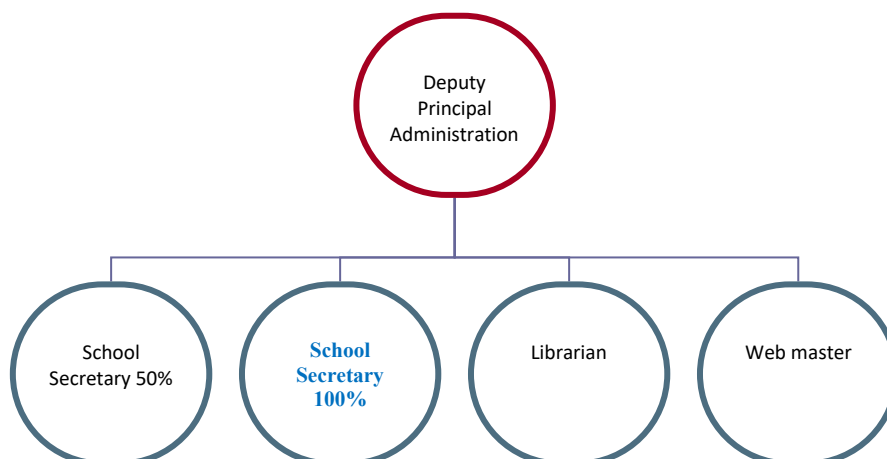 Deputy
Principal
Administration
School
Secretary 50%
School
Secretary
100%
Librarian
Web master